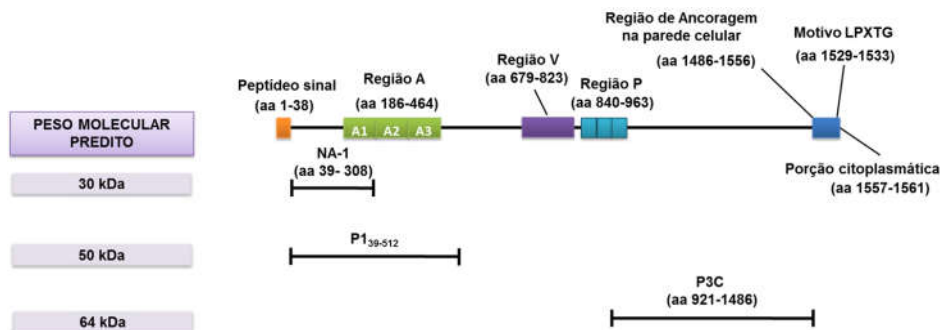 Região de Ancoragem
na parede celular
(aa 1486-1556)
Motivo LPXTG
(aa 1529-1533)
Região V
(aa 679-823)
Região A
(aa 186-464)
Região P
(aa 840-963)
Peptídeo sinal
(aa 1-38)
PESO MOLECULAR
PREDITO
A1 A2 A3
NA-1
(aa 39- 308)
Porção citoplasmática
(aa 1557-1561)
30 kDa
P139-512
50 kDa
P3C
(aa 921-1486)
64 kDa